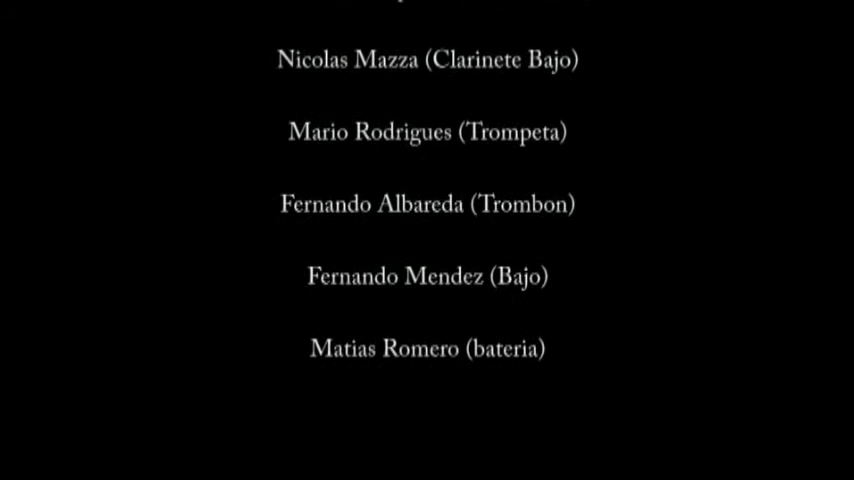 Nicolas Mazza (Clarinete Bajo)
Mario Rodrigues (Trompeta)
Fernando Albareda (Trombon)
Fernando Mendez (Bajo)
Matias Romero (bateria)